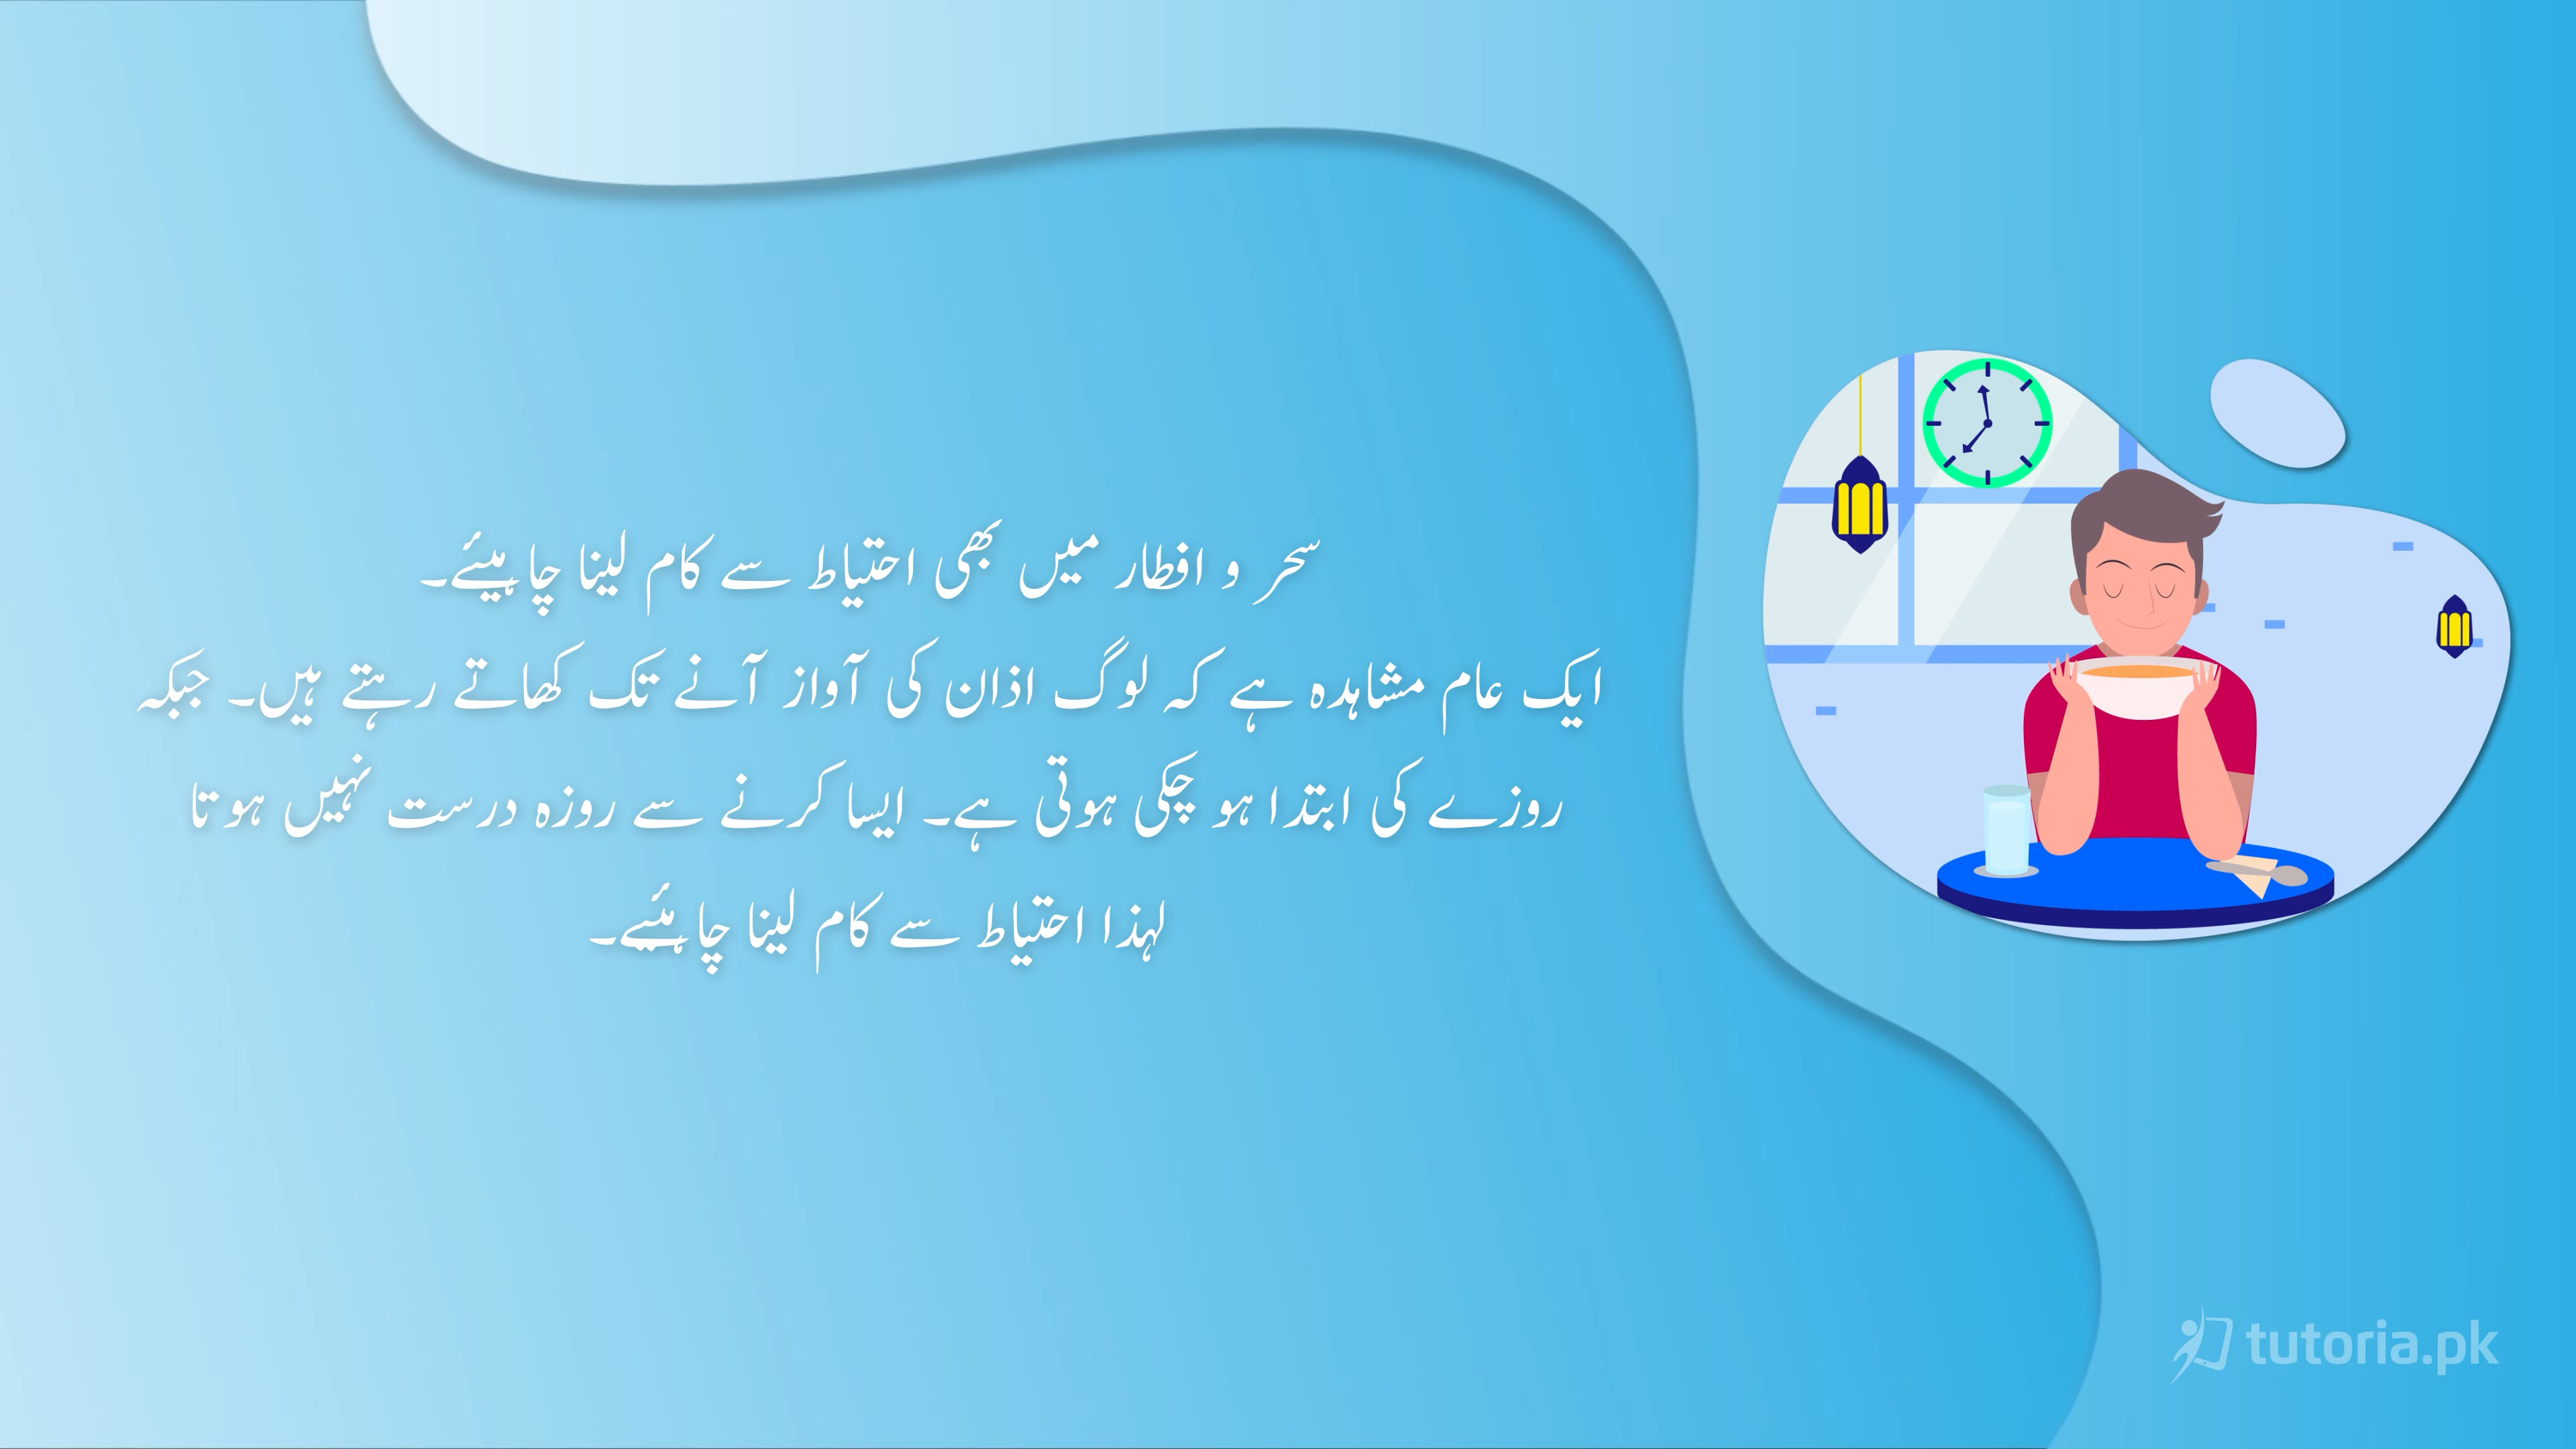 سحر و افطار میں بھی احتیاط سے کام لینا چاہیئے۔
ایک عام مشاہدہ ہے کہ لوگ اذان کی آواز آنے تک کھاتے رہتے ہیں۔ جبکہ
روزے کی ابتدا ہو چکی ہوتی ہے۔ ایسا کرنے سے روزہ درست نہیں ہوتا
لہذا احتیاط سے کام لینا چاہئیے۔
tutoria.pk